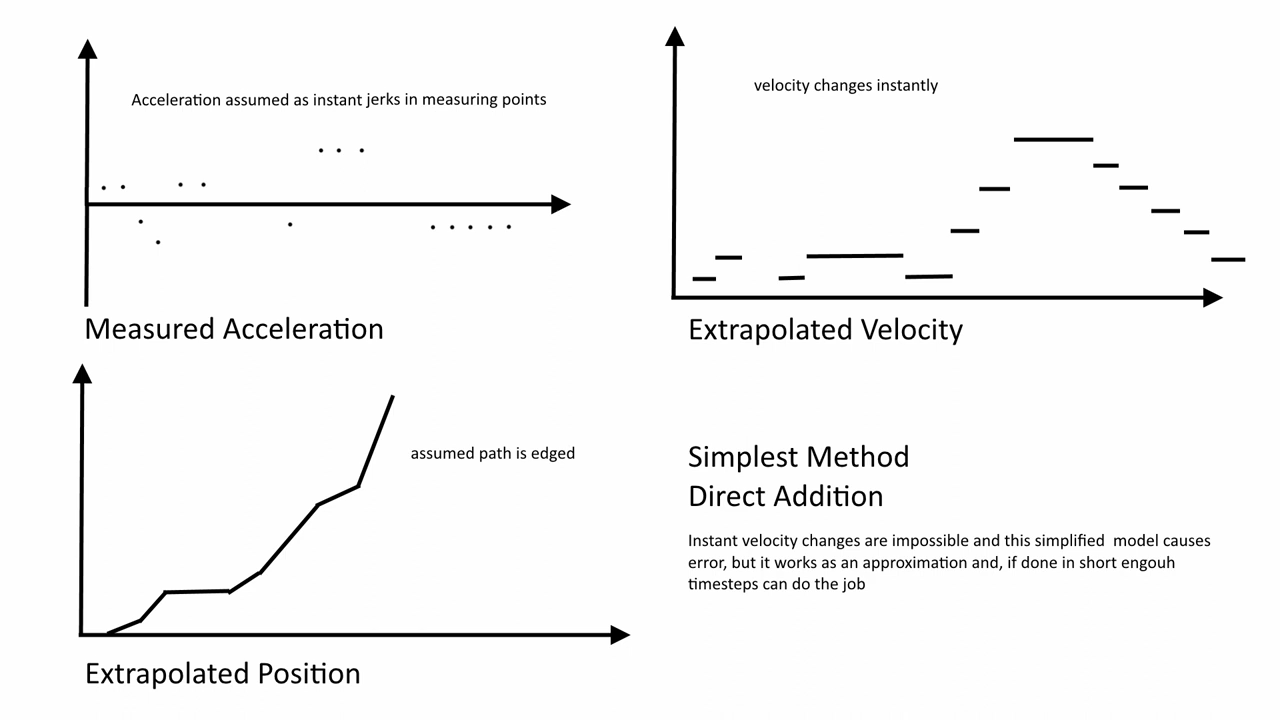 Acceleration assumed as instant jerks in measuring points
velocity changes instantly
Measured Acceleration
Extrapolated Velocity
assumed path is edged
Simplest Method
Direct Addition
Instant velocity changes are impossible and this simplified  model causes
error, but it works as an approximation and, if done in short engouh
timesteps can do the job
Extrapolated Position